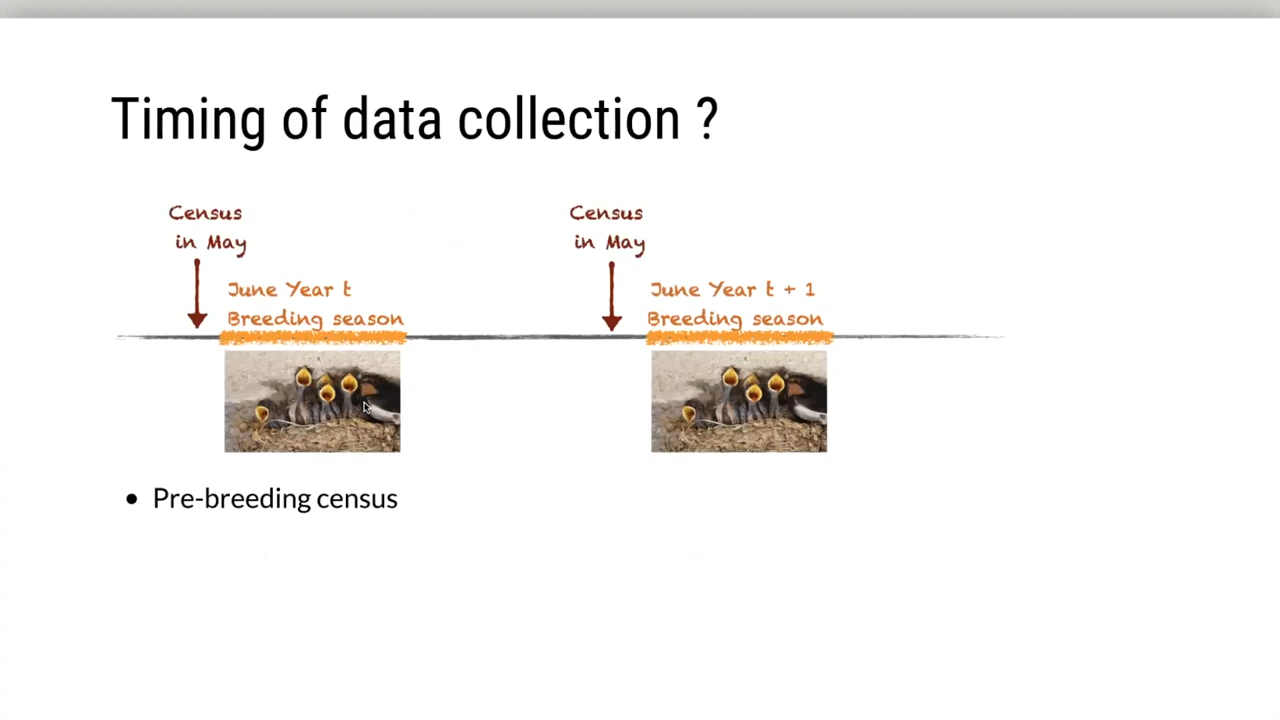 Timing of data collection ?
Census
in May
Census
in May
June Year t
Breeding season
June Year t + 1
Breeding season
• Pre-breeding census